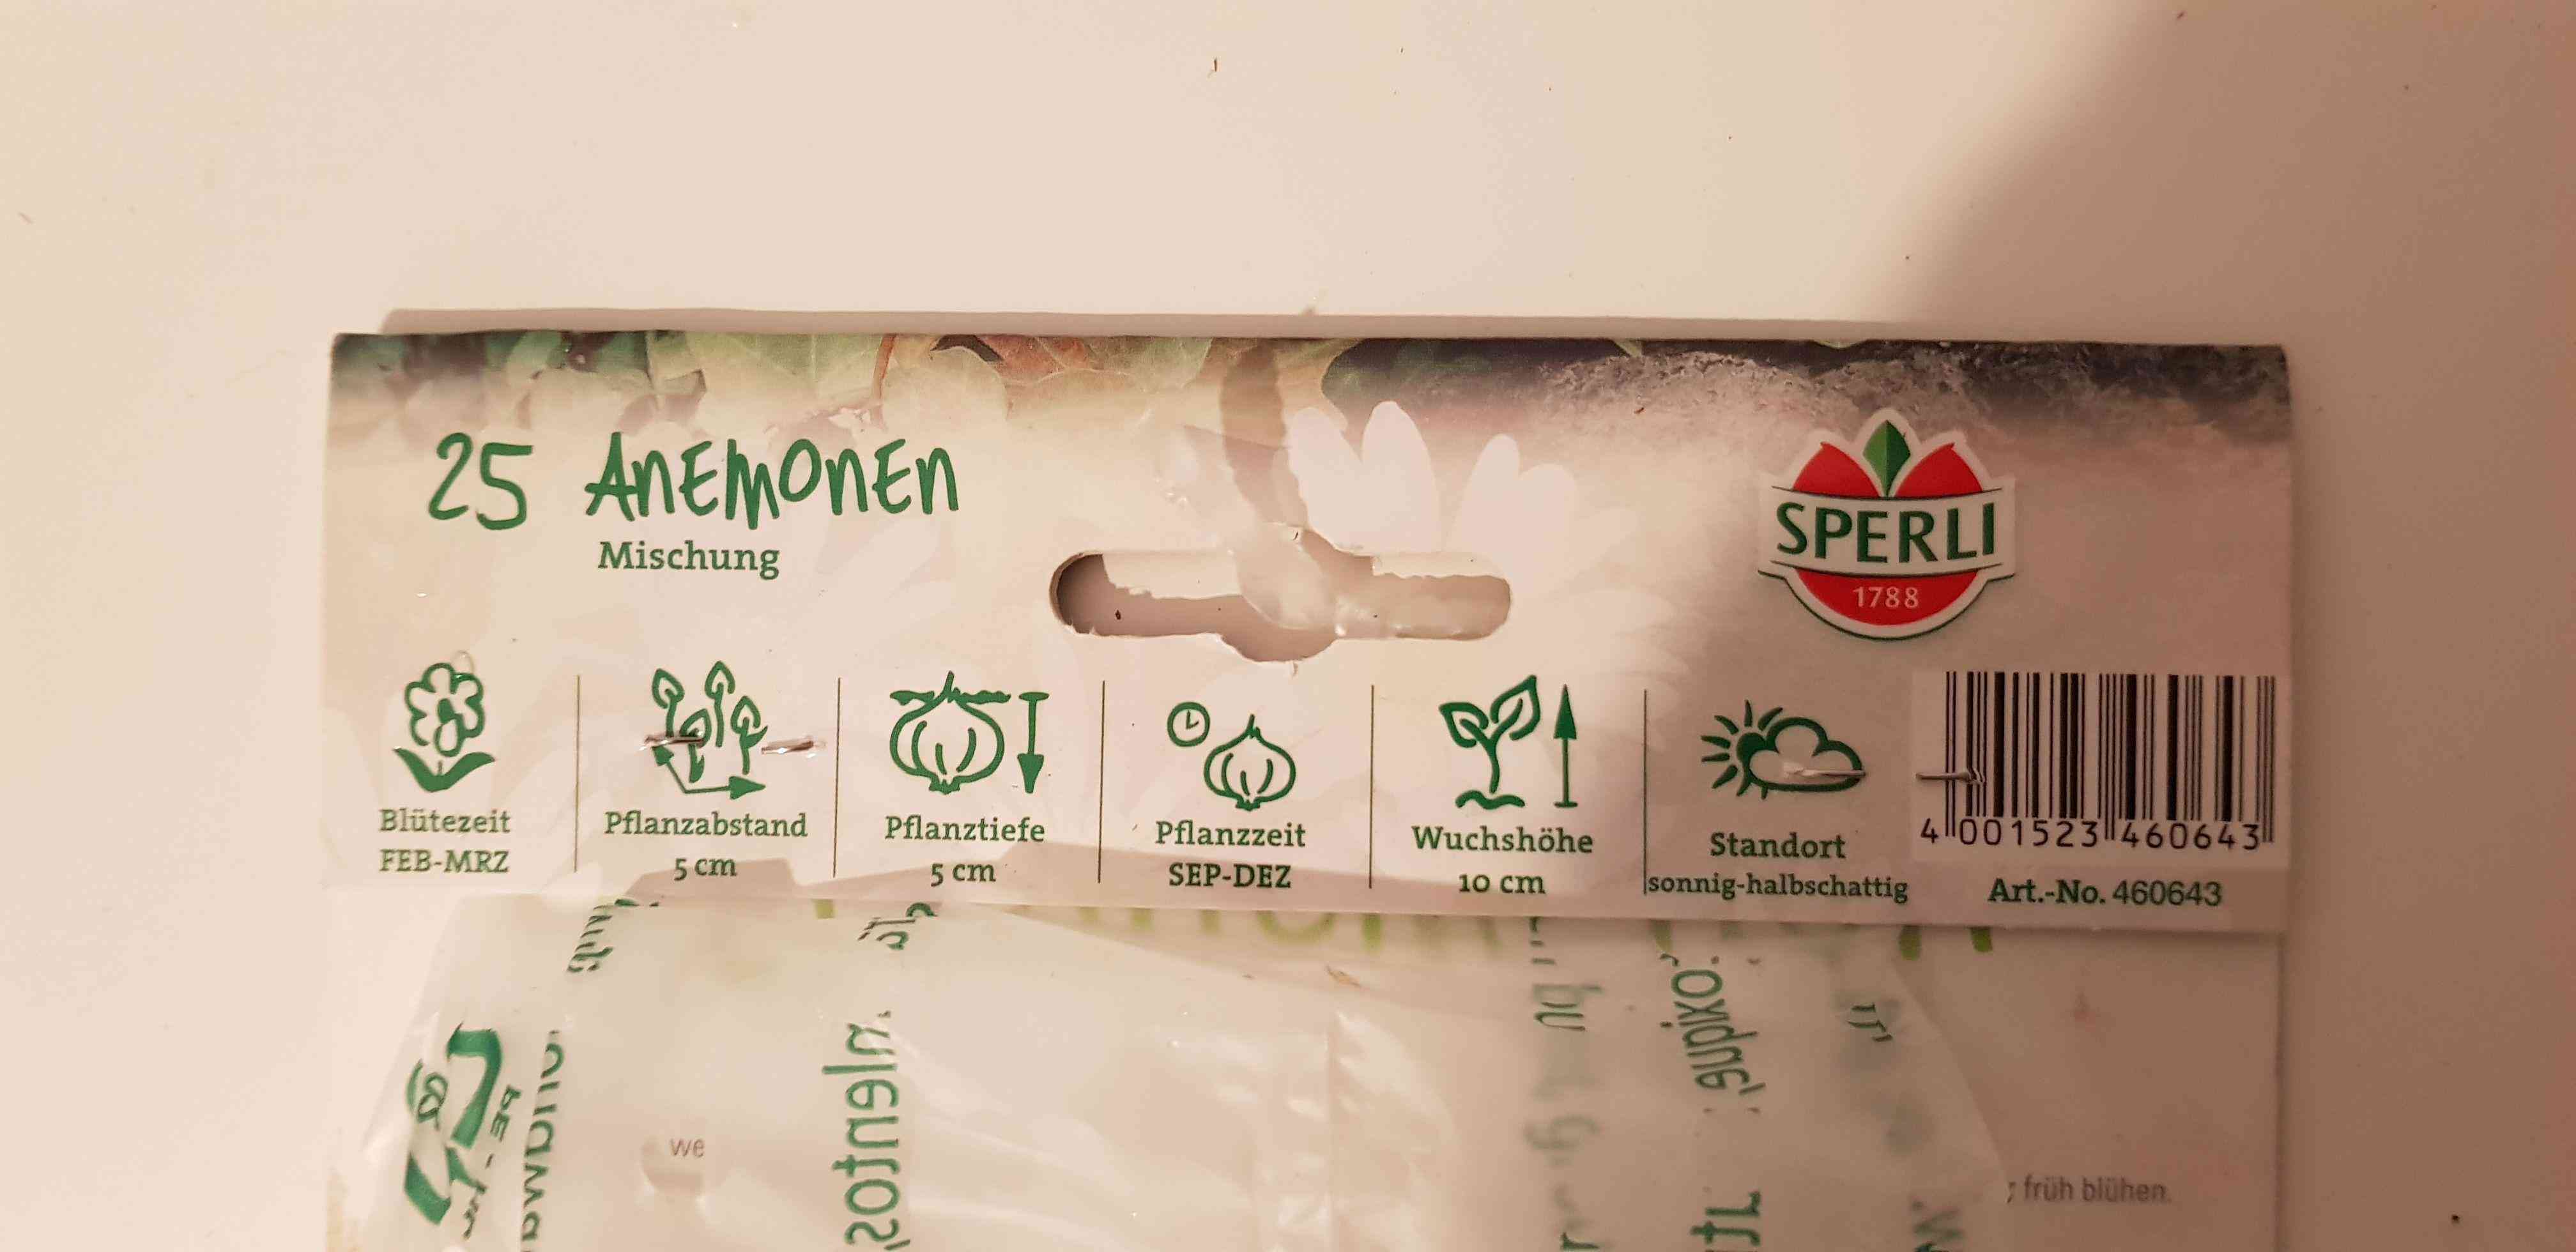 25 Anemonen
Mischung
SPERLI
1788
Blütezeit
FEB-MRZ
Pflanzabstand
5 cm
Pflanztiefe
5 cm
Pflanzzeit
SEP-DEZ
Wuchshöhe
10 cm
Standort
sonnig-halbschattig
4 001523 460643
Art.-No. 460643
we
früh blühen.